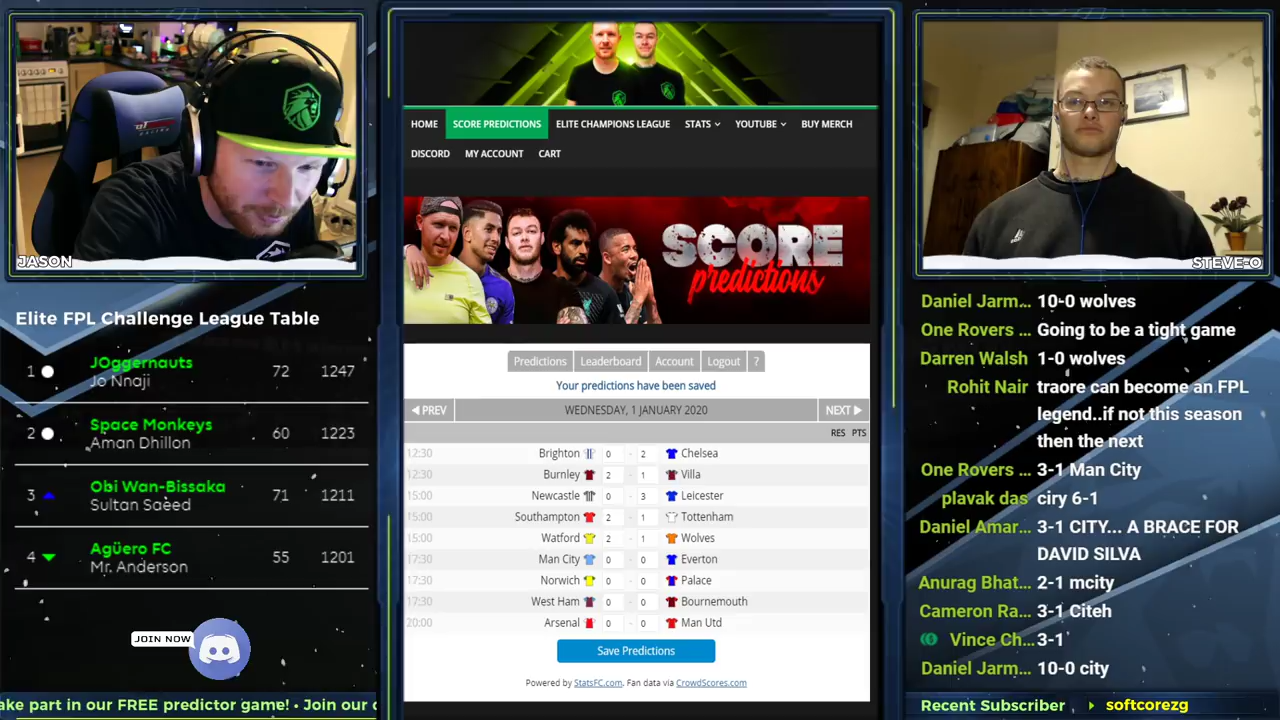 JASON
Elite FPL Challenge League Table
1 JOggernauts 72 1247
Jo Nnaji
2 Space Monkeys 60 1223
Aman Dhillon
3 Obi Wan-Bissaka 71 1211
Sultan Saeed
4 Agüero FC 55 1201
Mr. Anderson
JOIN NOW
ake part in our FREE predictor game! • Join our
HOME SCORE PREDICTIONS ELITE CHAMPIONS LEAGUE STATS YOUTUBE BUY MERCH
DISCORD MY ACCOUNT CART
SCORE
predictions
Predictions Leaderboard Account Logout ?
Your predictions have been saved
PREV WEDNESDAY, 1 JANUARY 2020 NEXT
RES PTS
12:30 Brighton 0 - 2 Chelsea
12:30 Burnley 2 - 1 Villa
15:00 Newcastle 0 - 3 Leicester
15:00 Southampton 2 - 1 Tottenham
15:00 Watford 2 - 1 Wolves
17:30 Man City 0 - 0 Everton
17:30 Norwich 0 - 0 Palace
17:30 West Ham 0 - 0 Bournemouth
20:00 Arsenal 0 - 0 Man Utd
Save Predictions
Powered by StatsFC.com. Fan data via CrowdScores.com
STEVE-O
Daniel Jarm... 10-0 wolves
One Rovers ... Going to be a tight game
Darren Walsh 1-0 wolves
Rohit Nair traore can become an FPL
legend..if not this season
then the next
One Rovers ... 3-1 Man City
plavak das ciry 6-1
Daniel Amar... 3-1 CITY... A BRACE FOR
DAVID SILVA
Anurag Bhat... 2-1 mcity
Cameron Ra... 3-1 Citeh
Vince Ch... 3-1
Daniel Jarm... 10-0 city
Recent Subscriber softcorezg